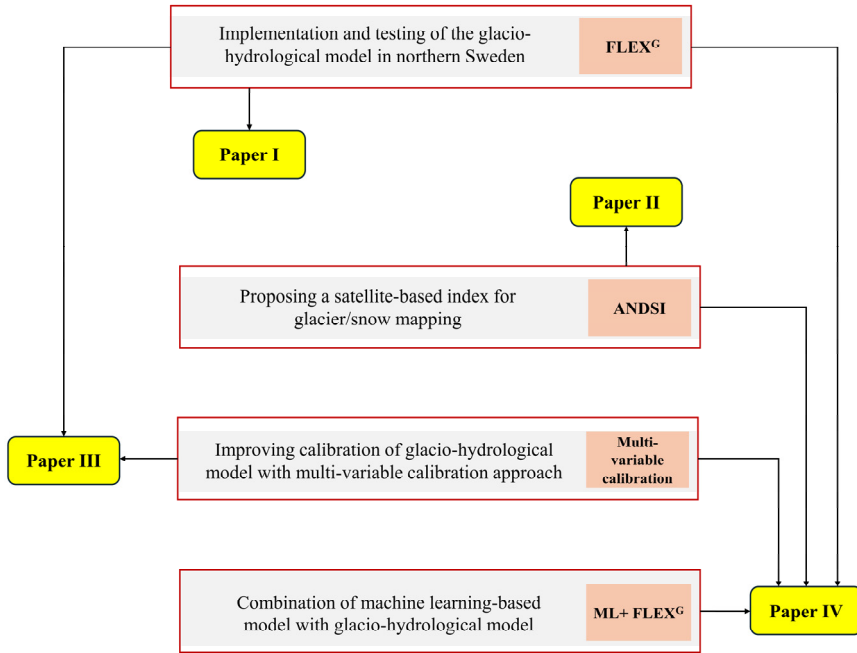 Implementation and testing of the glacio-
hydrological model in northern Sweden
FLEXᴳ
Paper I
Paper II
Proposing a satellite-based index for
glacier/snow mapping
ANDSI
Paper III
Improving calibration of glacio-hydrological
model with multi-variable calibration approach
Multi-
variable
calibration
Combination of machine learning-based
model with glacio-hydrological model
ML+ FLEXᴳ
Paper IV